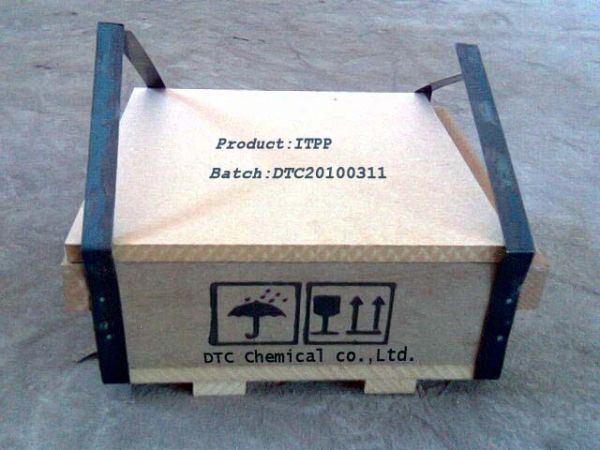 Product:ITPP
Batch:DTC20100311
DTC Chemical co.,Ltd.